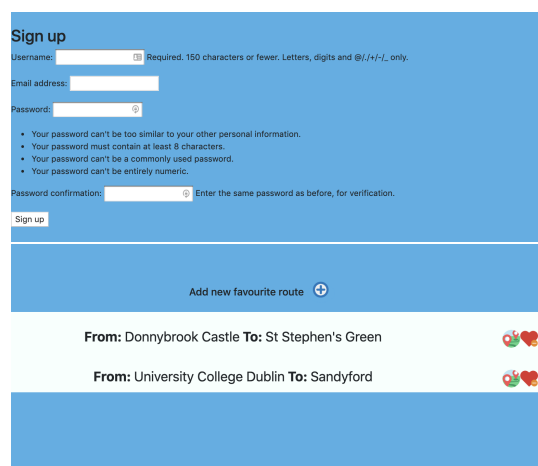 Sign up
Username: Required. 150 characters or fewer. Letters, digits and @/./+/-/_ only.
Email address:
Password:
• Your password can't be too similar to your other personal information.
• Your password must contain at least 8 characters.
• Your password can't be a commonly used password.
• Your password can't be entirely numeric.
Password confirmation: Enter the same password as before, for verification.
Sign up
Add new favourite route
From: Donnybrook Castle To: St Stephen's Green
From: University College Dublin To: Sandyford